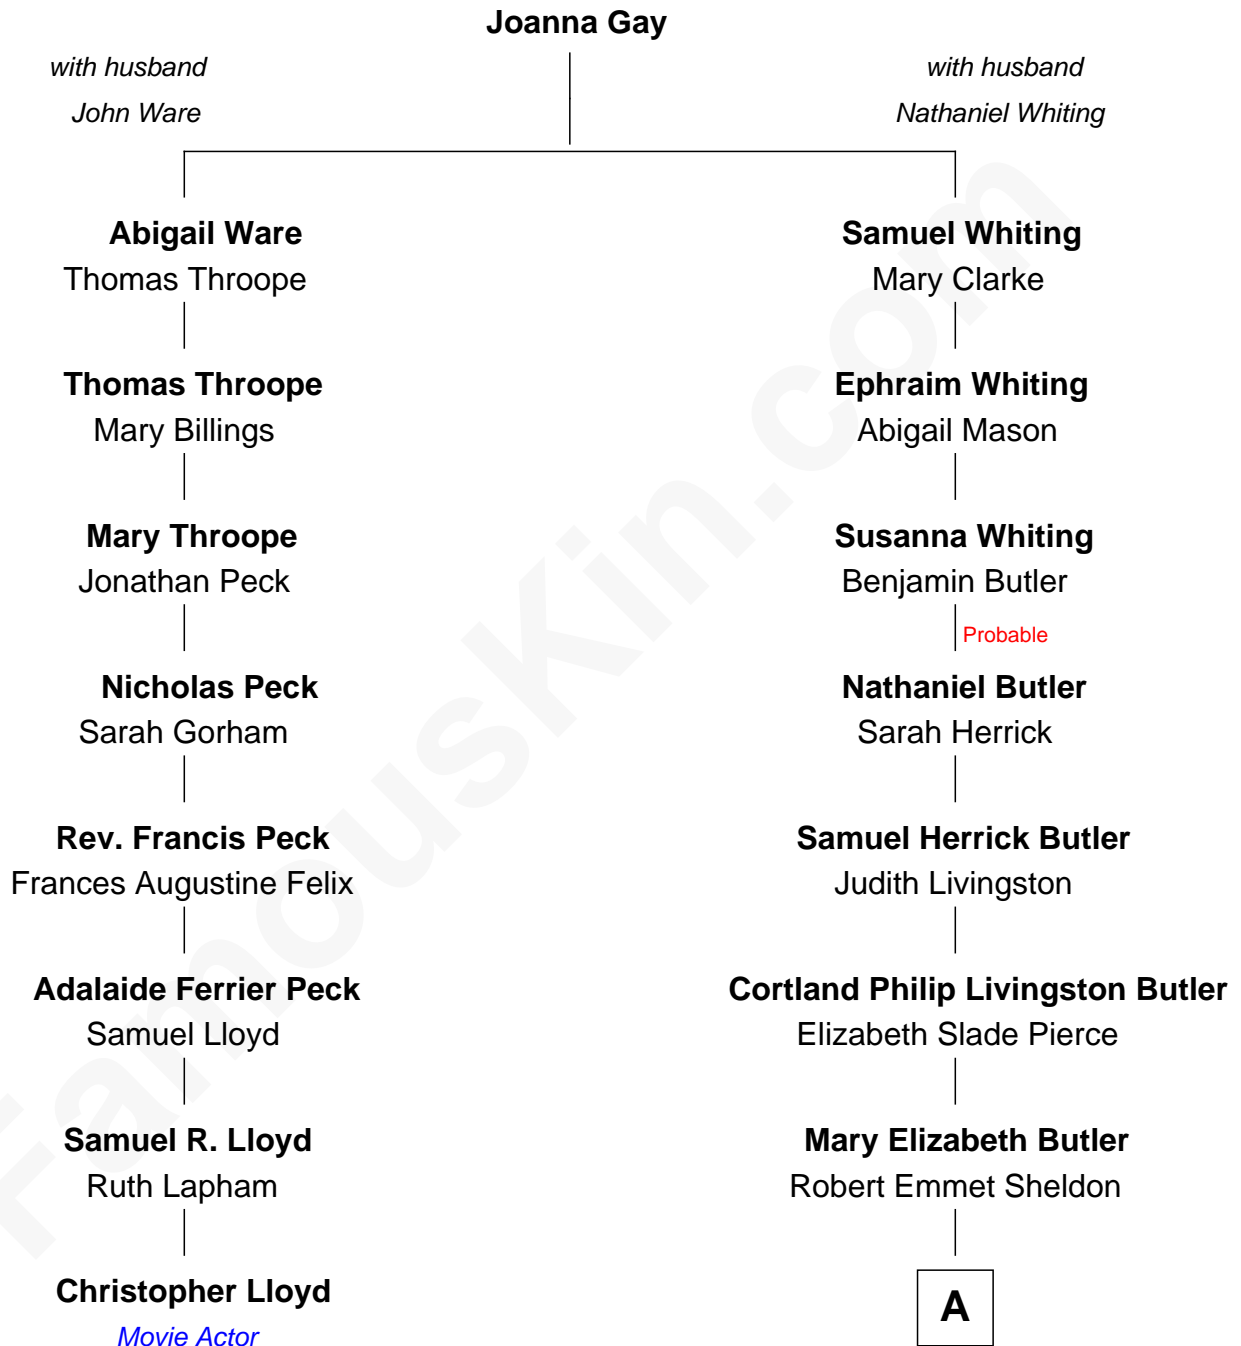 Joanna Gay
with husband
John Ware
with husband
Nathaniel Whiting
Abigail Ware
Thomas Throope
Samuel Whiting
Mary Clarke
Thomas Throope
Mary Billings
Ephraim Whiting
Abigail Mason
Mary Throope
Jonathan Peck
Susanna Whiting
Benjamin Butler
Probable
Nicholas Peck
Sarah Gorham
Nathaniel Butler
Sarah Herrick
Rev. Francis Peck
Frances Augustine Felix
Samuel Herrick Butler
Judith Livingston
Adalaide Ferrier Peck
Samuel Lloyd
Cortland Philip Livingston Butler
Elizabeth Slade Pierce
Samuel R. Lloyd
Ruth Lapham
Mary Elizabeth Butler
Robert Emmet Sheldon
Christopher Lloyd
Movie Actor
A
FamousKin.com